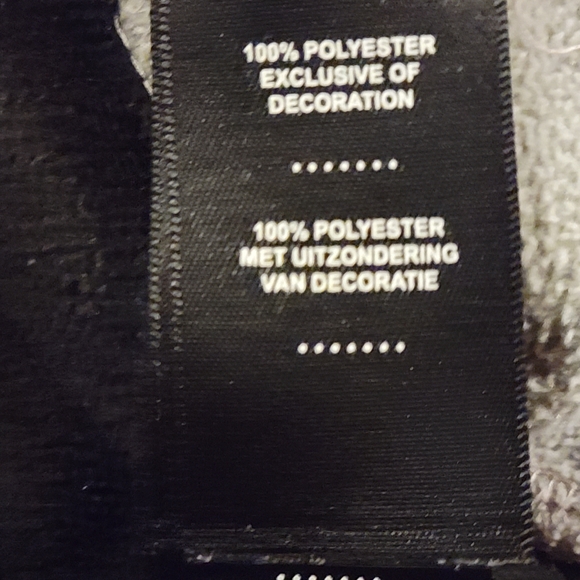 100% POLYESTER
EXCLUSIVE OF
DECORATION
•••••••
100% POLYESTER
MET UITZONDERING
VAN DECORATIE
•••••••